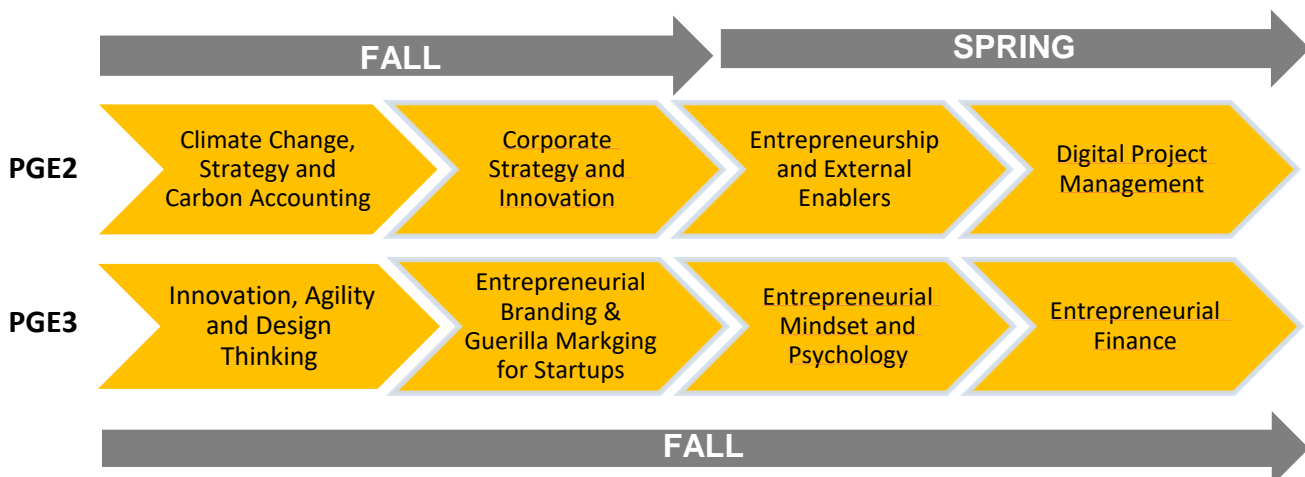 FALL
SPRING
PGE2
Climate Change,
Strategy and
Carbon Accounting
Corporate
Strategy and
Innovation
Entrepreneurship
and External
Enablers
Digital Project
Management
PGE3
Innovation, Agility
and Design
Thinking
Entrepreneurial
Branding &
Guerilla Markging
for Startups
Entrepreneurial
Mindset and
Psychology
Entrepreneurial
Finance
FALL